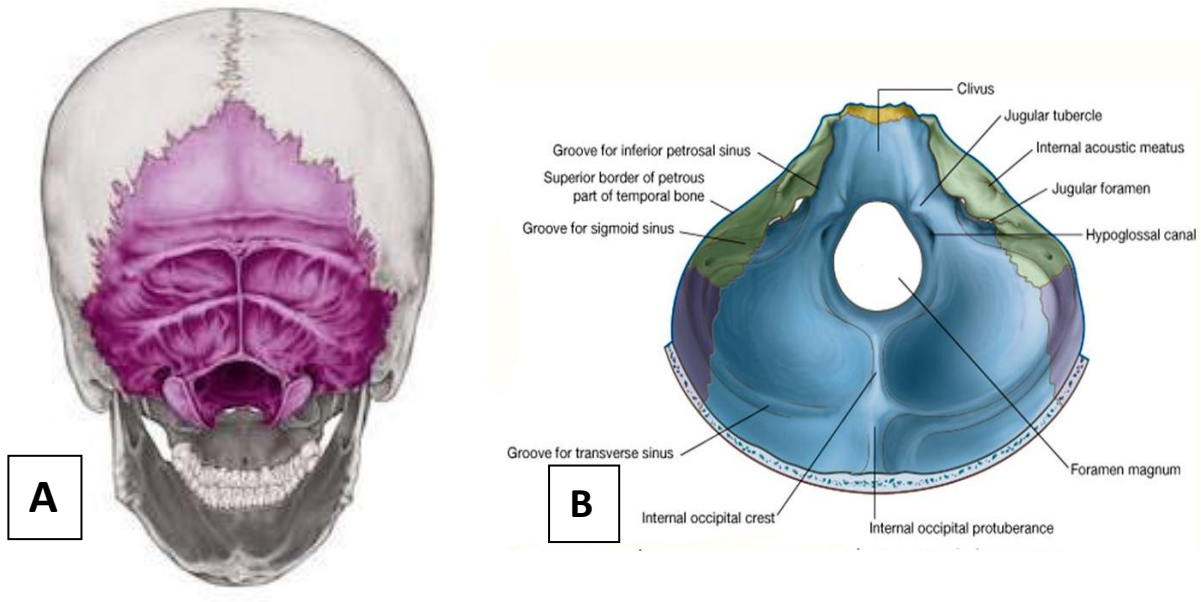 A
Clivus
Jugular tubercle
Groove for inferior petrosal sinus
Internal acoustic meatus
Superior border of petrous
part of temporal bone
Jugular foramen
Groove for sigmoid sinus
Hypoglossal canal
Groove for transverse sinus
Foramen magnum
B
Internal occipital crest
Internal occipital protuberance